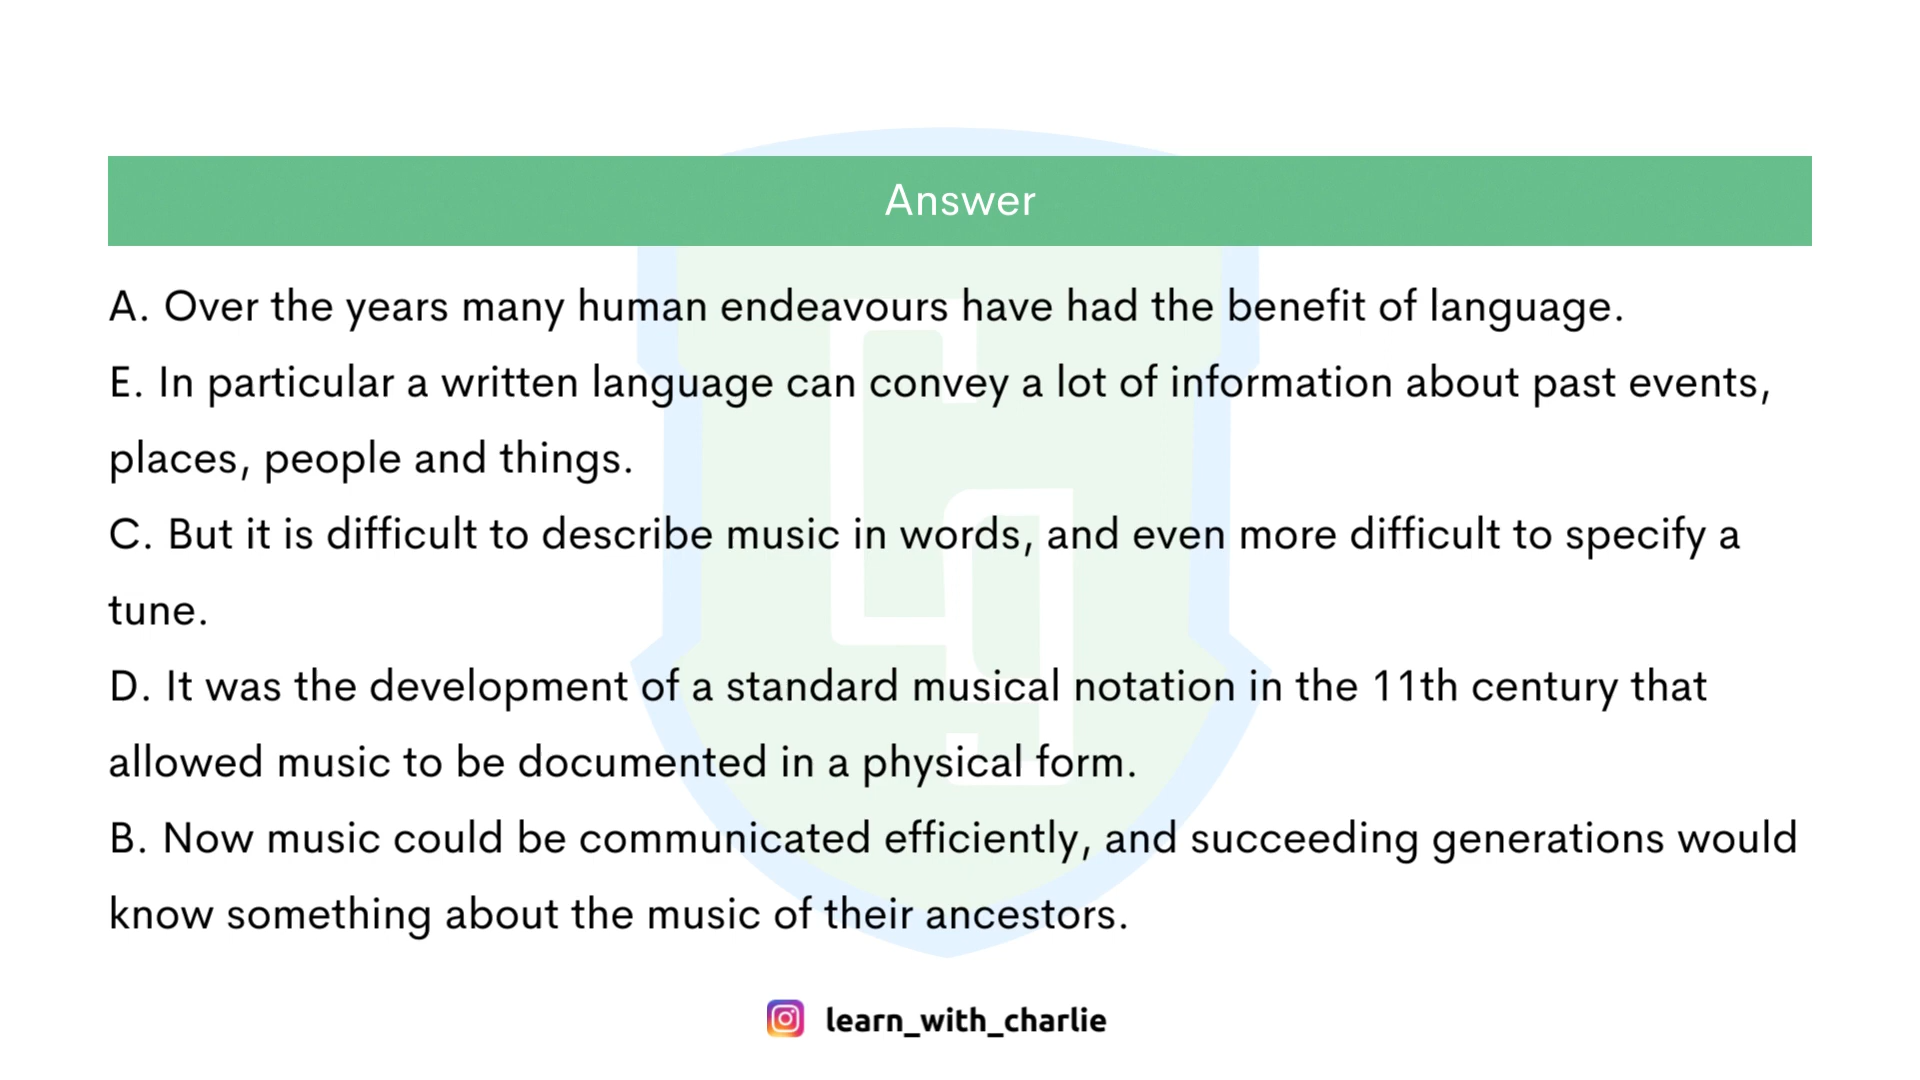 Answer
A. Over the years many human endeavours have had the benefit of language.
E. In particular a written language can convey a lot of information about past events,
places, people and things.
C. But it is difficult to describe music in words, and even more difficult to specify a
tune.
D. It was the development of a standard musical notation in the 11th century that
allowed music to be documented in a physical form.
B. Now music could be communicated efficiently, and succeeding generations would
know something about the music of their ancestors.
learn_with_charlie